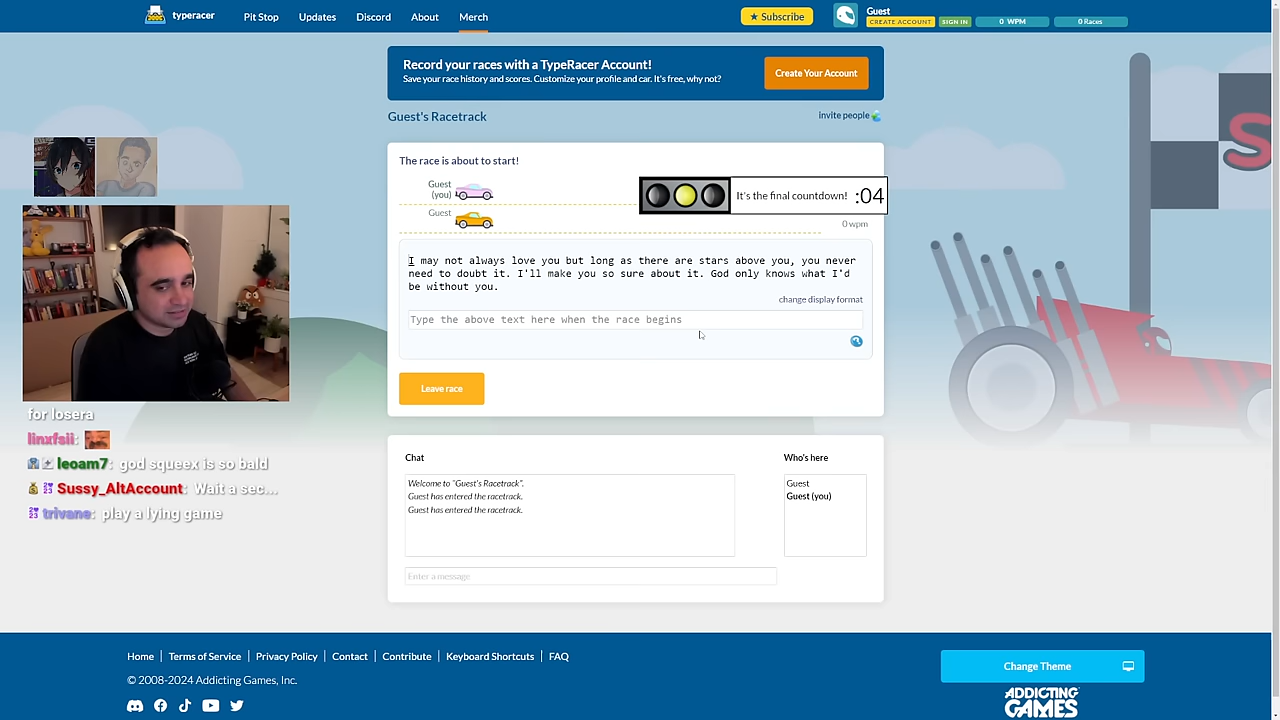 typeracer
Pit Stop
Updates
Discord
About
Merch
★ Subscribe
Guest
CREATE ACCOUNT
SIGN IN
0 WPM
0 Races
Record your races with a TypeRacer Account!
Save your race history and scores. Customize your profile and car. It's free, why not?
Create Your Account
Guest's Racetrack
invite people
The race is about to start!
Guest
(you)
It's the final countdown! :04
Guest
0 wpm
I may not always love you but long as there are stars above you, you never
need to doubt it. I'll make you so sure about it. God only knows what I'd
be without you.
change display format
Type the above text here when the race begins
Leave race
for losera
linxfsii:
leoam7: god squeex is so bald
Sussy_AltAccount: Wait a sec...
trivane: play a lying game
Chat
Welcome to "Guest's Racetrack".
Guest has entered the racetrack.
Guest has entered the racetrack.
Enter a message
Who's here
Guest
Guest (you)
S
Home
Terms of Service
Privacy Policy
Contact
Contribute
Keyboard Shortcuts
FAQ
© 2008-2024 Addicting Games, Inc.
Change Theme
ADDICTING
GAMES